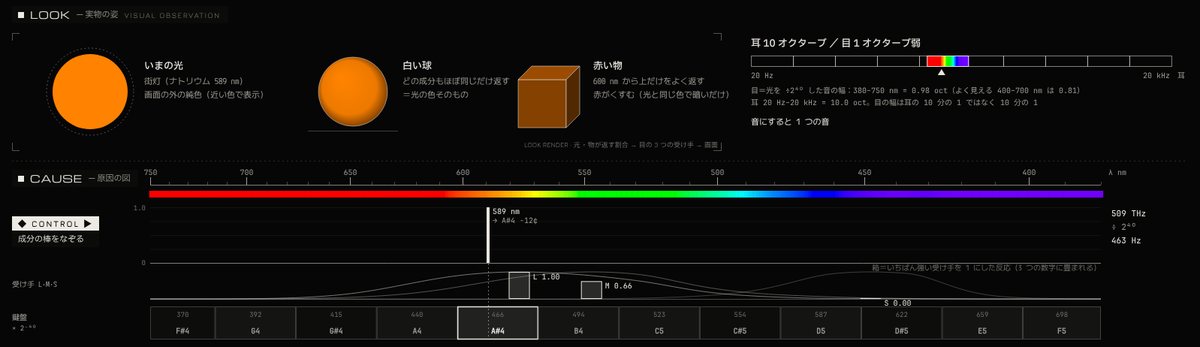 LOOK — 実物の姿 VISUAL OBSERVATION
いまの光
街灯（ナトリウム 589 nm）
画面の外の純色（近い色で表示）
白い球
どの成分もほぼ同じだけ返す
＝光の色そのもの
赤い物
600 nm から上だけをよく返す
赤がくすむ（光と同じ色で暗いだけ）
LOOK RENDER · 元 · 物が返す割合 → 目の 3 つの受け手 → 画面
耳 10 オクターブ ／ 目 1 オクターブ弱
20 Hz
20 kHz 耳
目＝光を ÷2⁴⁰ した音の幅：380–750 nm = 0.98 oct（よく見える 400–700 nm は 0.81）
耳 20 Hz–20 kHz = 10.0 oct。目の幅は耳の 10 分の 1 ではなく 10 分の 1
音にすると 1 つの音
CAUSE — 原因の図
750 700 650 600 550 500 450 400 λ nm
◆ CONTROL ▶
成分の棒をなぞる
1.0
0
589 nm
→ A#4 -12¢
509 THz
÷ 2⁴⁰
463 Hz
箱＝いちばん強い受け手を 1 にした反応（3 つの数字に畳まれる）
受け手 L·M·S
L 1.00
M 0.66
S 0.00
鍵盤
× 2⁻⁴⁰
370 392 415 440 466 494 523 554 587 622 659 698
F#4 G4 G#4 A4 A#4 B4 C5 C#5 D5 D#5 E5 F5